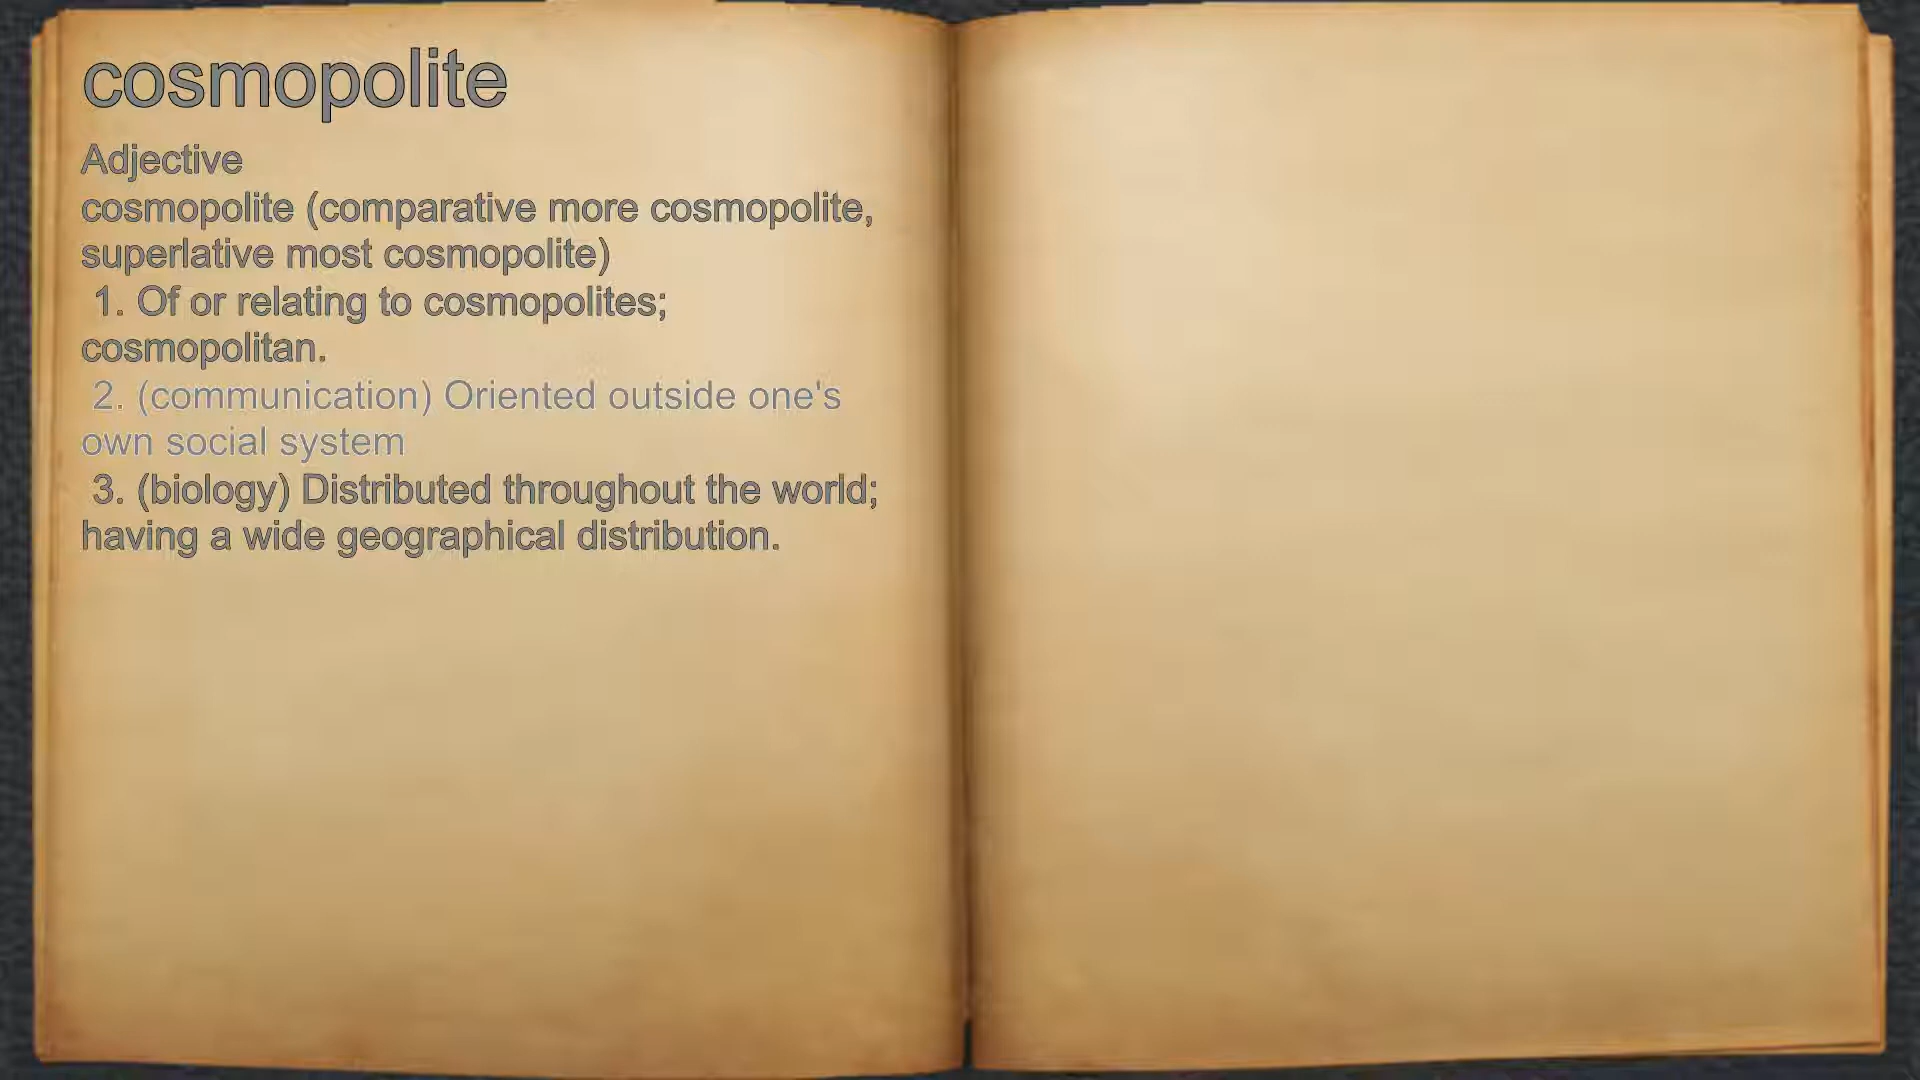 cosmopolite
Adjective
cosmopolite (comparative more cosmopolite,
superlative most cosmopolite)
1. Of or relating to cosmopolites;
cosmopolitan.
2. (communication) Oriented outside one's
own social system
3. (biology) Distributed throughout the world;
having a wide geographical distribution.